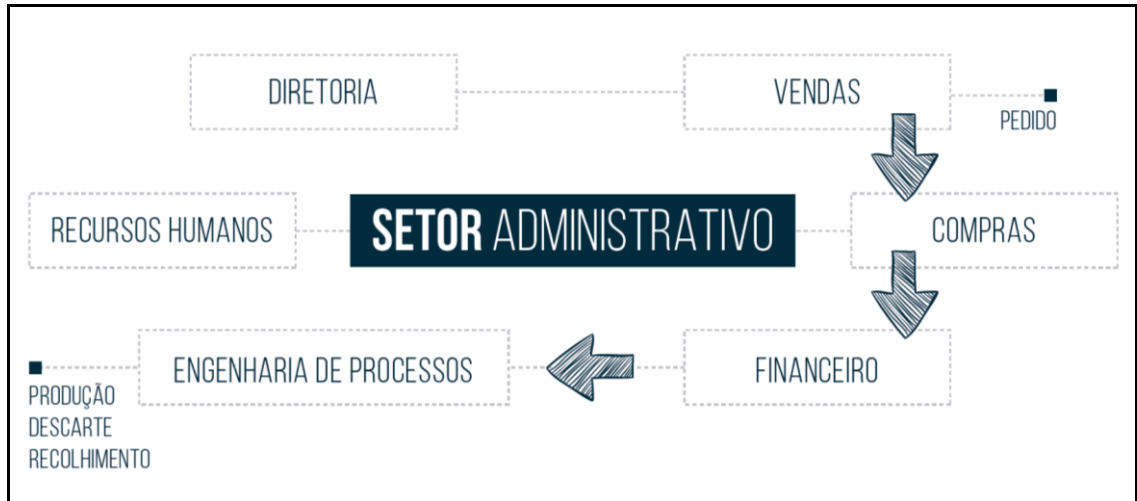 DIRETORIA
VENDAS
PEDIDO
RECURSOS HUMANOS
SETOR ADMINISTRATIVO
COMPRAS
ENGENHARIA DE PROCESSOS
FINANCEIRO
PRODUÇÃO
DESCARTE
RECOLHIMENTO